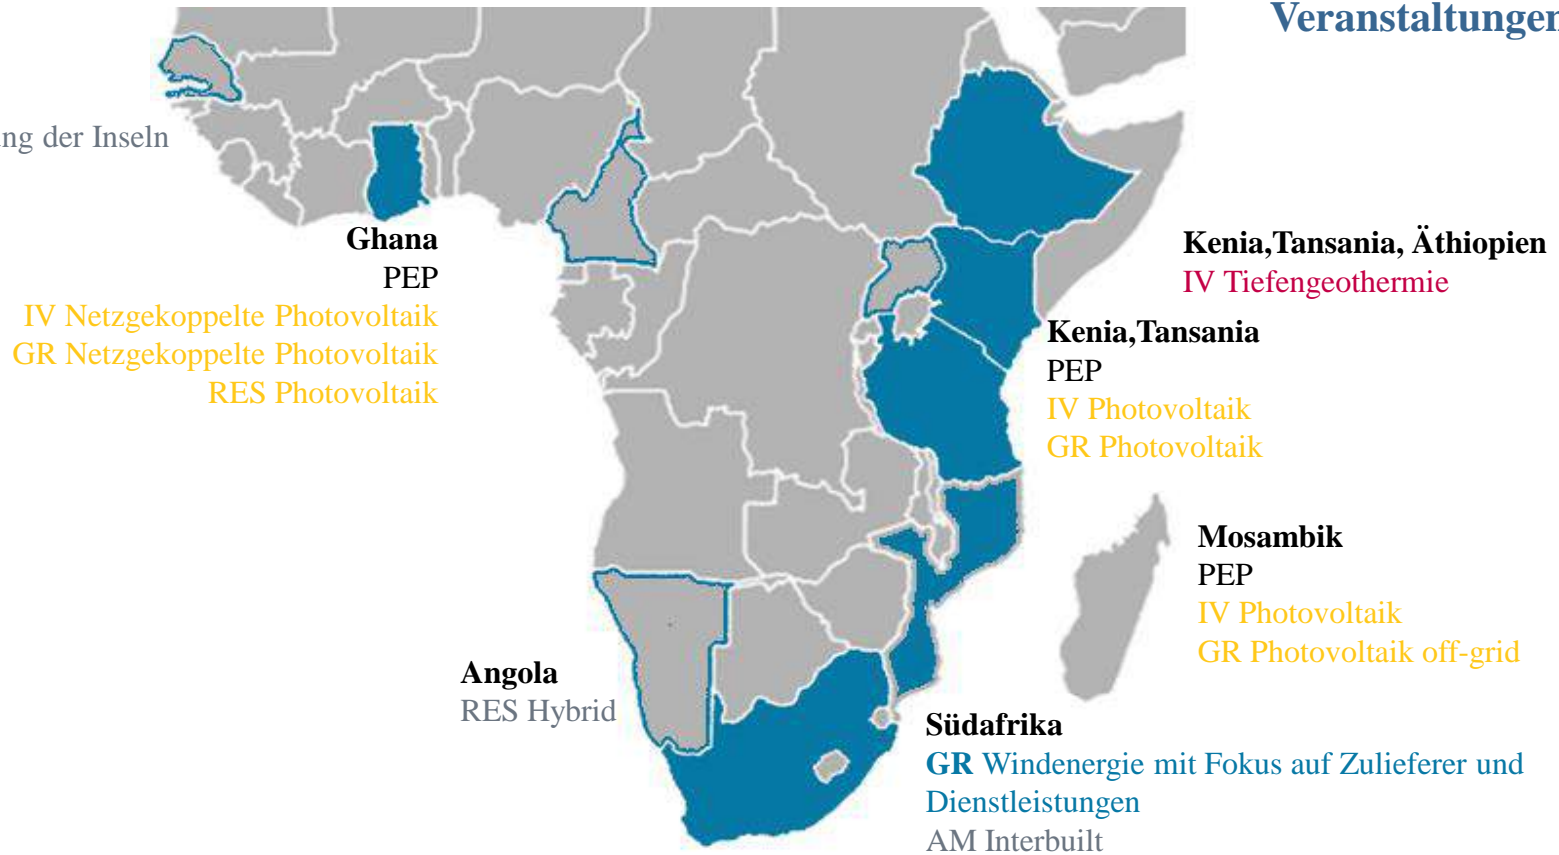 Veranstaltungen
der Inseln
Ghana
PEP
IV Netzgekoppelte Photovoltaik
GR Netzgekoppelte Photovoltaik
RES Photovoltaik
Kenia,Tansania, Äthiopien
IV Tiefengeothermie
Kenia,Tansania
PEP
IV Photovoltaik
GR Photovoltaik
Mosambik
PEP
IV Photovoltaik
GR Photovoltaik off-grid
Angola
RES Hybrid
Südafrika
GR Windenergie mit Fokus auf Zulieferer und
Dienstleistungen
AM Interbuilt